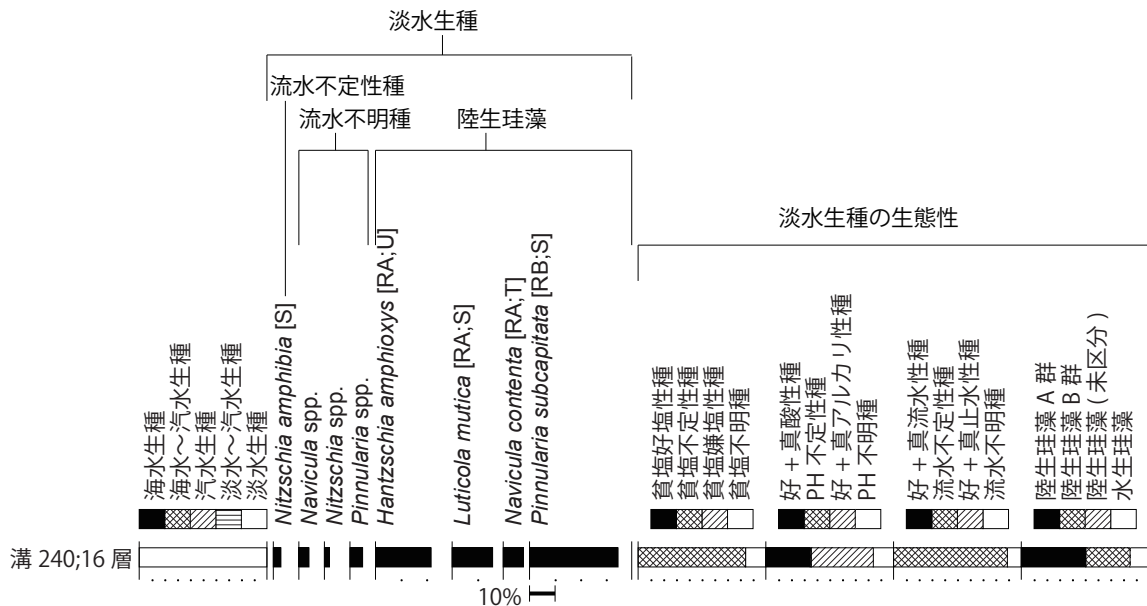 淡水生種
流水不定性種
流水不明種
陸生珪藻
淡水生種の生態性
海水生種
海水～汽水生種
汽水生種
淡水～汽水生種
淡水生種
Nitzschia amphibia [S]
Navicula spp.
Nitzschia spp.
Pinnularia spp.
Hantzschia amphioxys [RA;U]
Luticola mutica [RA;S]
Navicula contenta [RA;T]
Pinnularia subcapitata [RB;S]
貧塩好塩性種
貧塩不定性種
貧塩嫌塩性種
貧塩不明種
好 + 真酸性種
PH 不定性種
好 + 真アルカリ性種
PH 不明種
好 + 真流水性種
流水不定性種
好 + 真止水性種
流水不明種
陸生珪藻 A 群
陸生珪藻 B 群
陸生珪藻 ( 未区分 )
水生珪藻
溝 240;16 層
10%